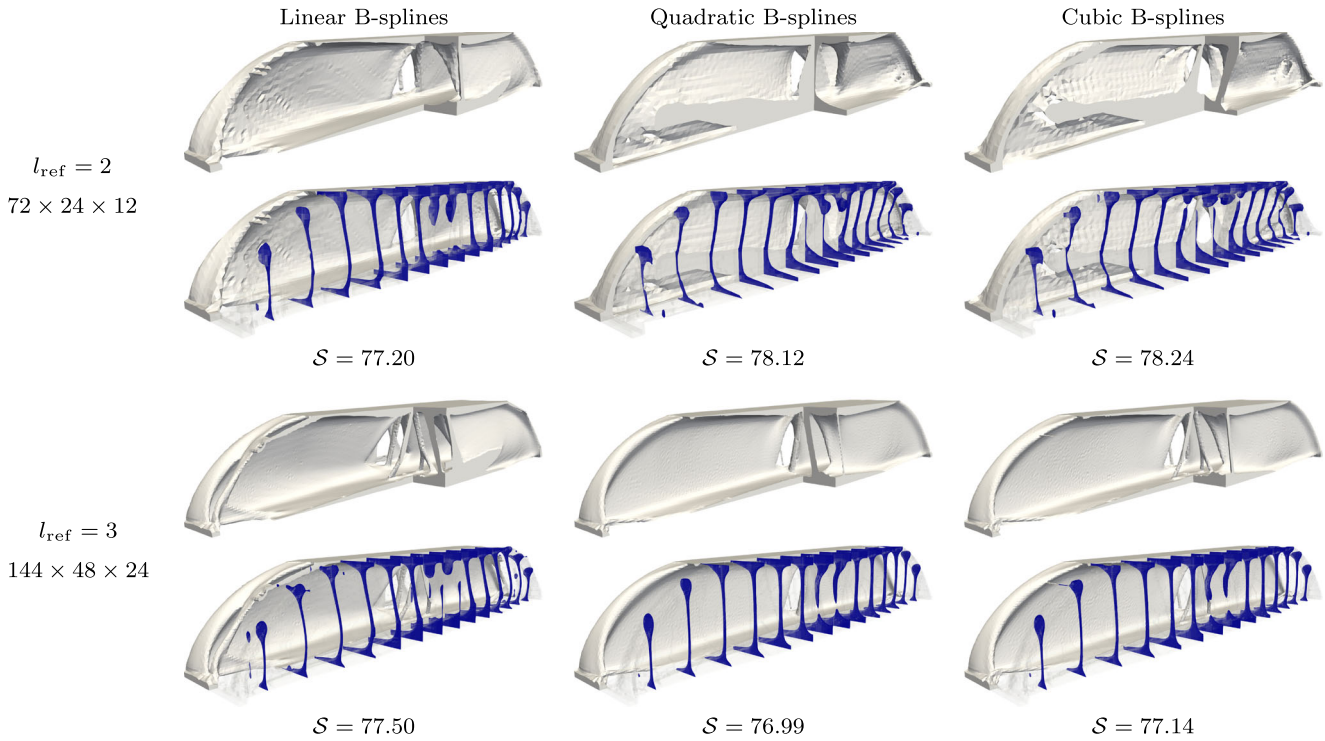 Linear B-splines Quadratic B-splines Cubic B-splines
l_ref = 2
72 × 24 × 12
𝒮 = 77.20 𝒮 = 78.12 𝒮 = 78.24
l_ref = 3
144 × 48 × 24
𝒮 = 77.50 𝒮 = 76.99 𝒮 = 77.14